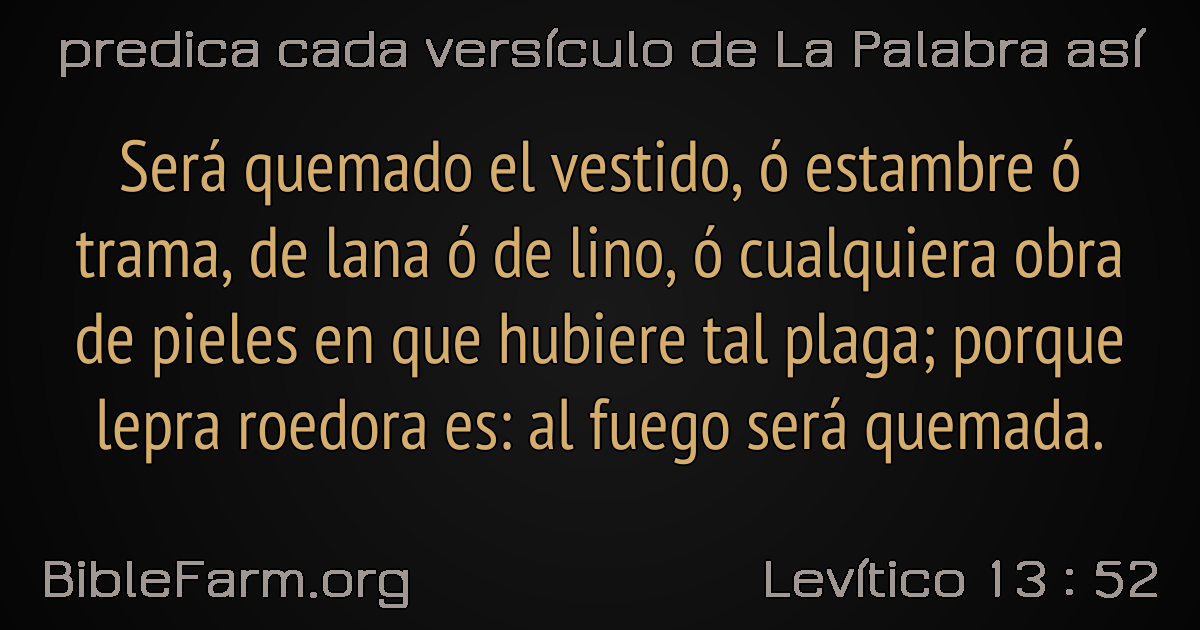 predica cada versículo de La Palabra así
Será quemado el vestido, ó estambre ó
trama, de lana ó de lino, ó cualquiera obra
de pieles en que hubiere tal plaga; porque
lepra roedora es: al fuego será quemada.
BibleFarm.org
Levítico 13 : 52